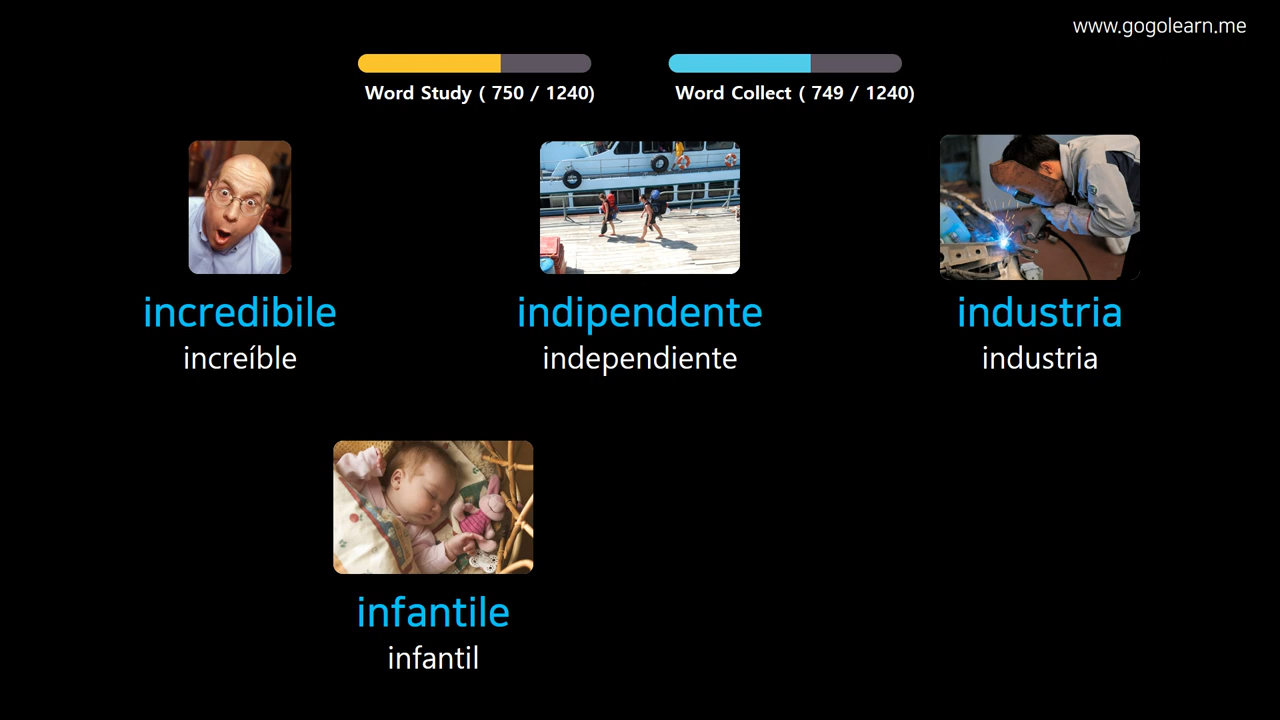 www.gogolearn.me
Word Study ( 750 / 1240)
Word Collect ( 749 / 1240)
incredibile
increíble
indipendente
independiente
industria
industria
infantile
infantil